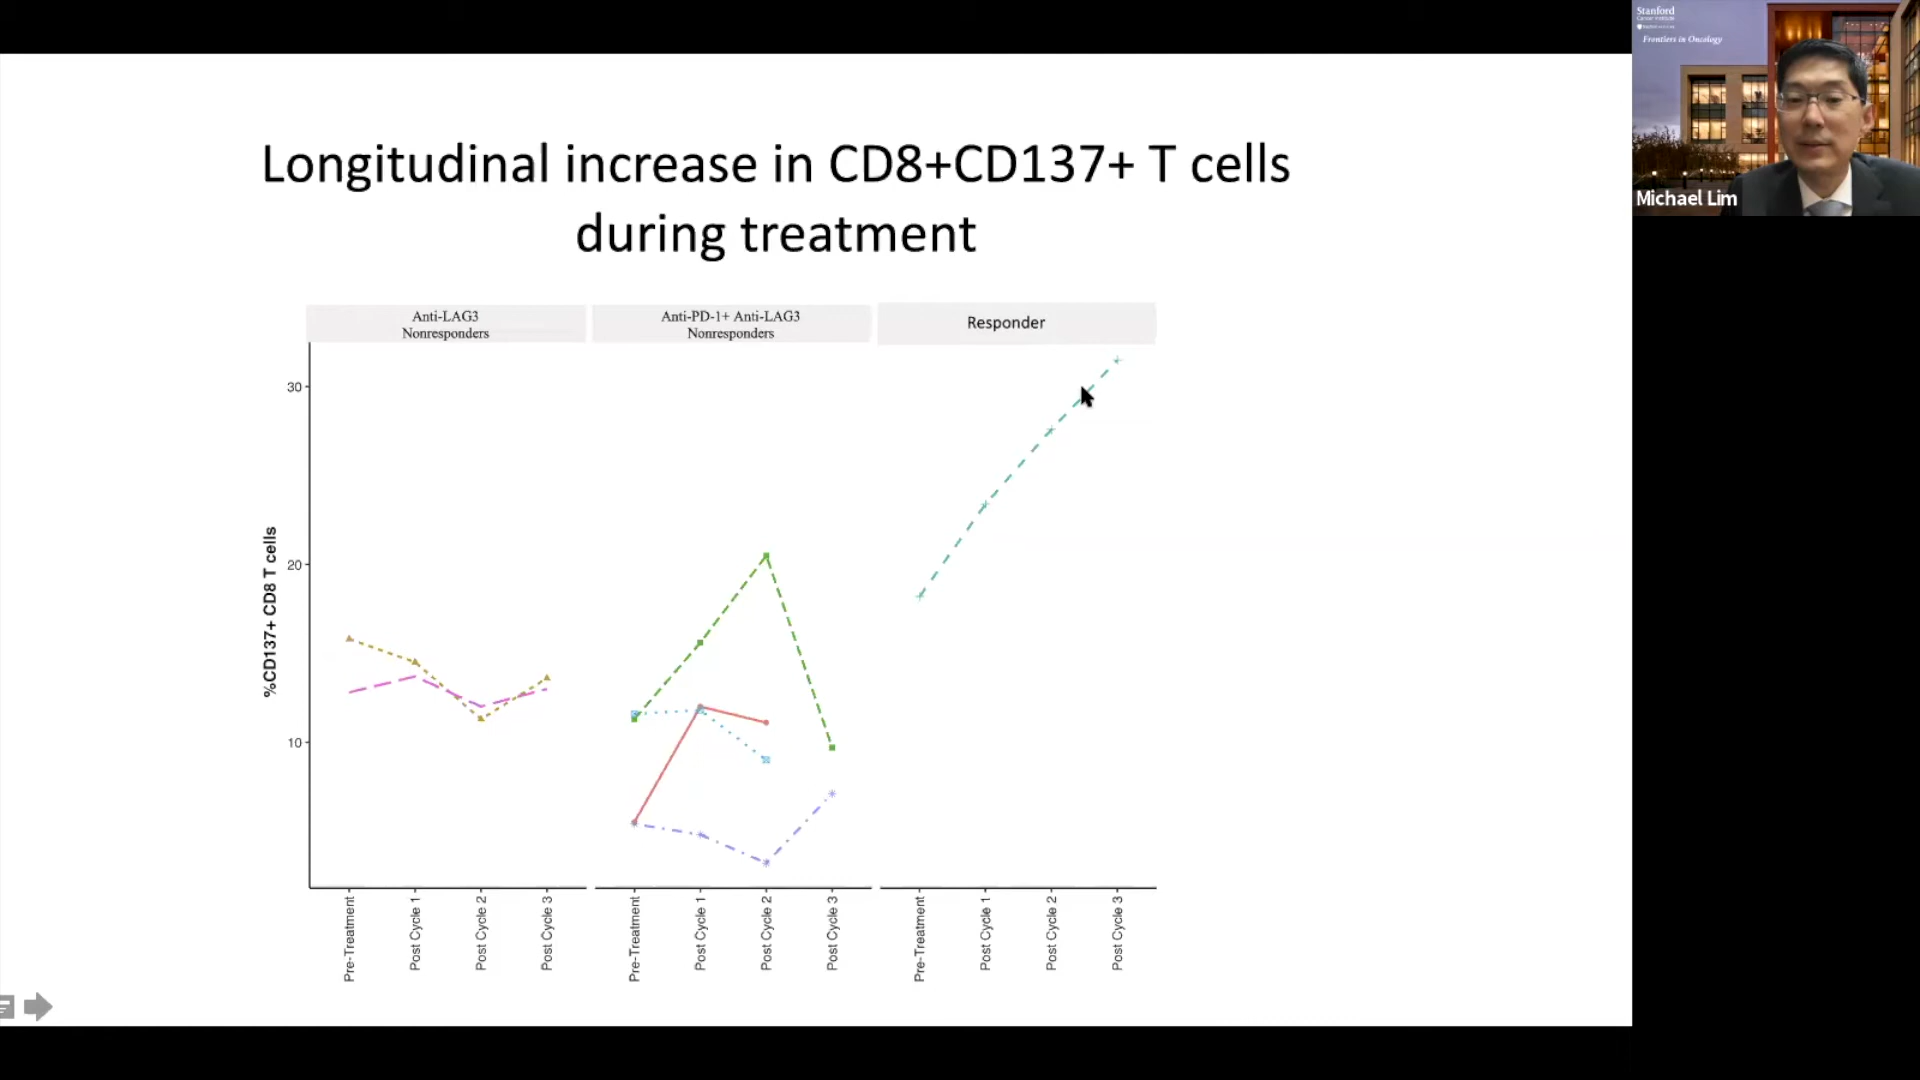 Longitudinal increase in CD8+CD137+ T cells
during treatment
Anti-LAG3
Nonresponders
Anti-PD-1+ Anti-LAG3
Nonresponders
Responder
%CD137+ CD8 T cells
30
20
10
Pre-Treatment
Post Cycle 1
Post Cycle 2
Post Cycle 3
Pre-Treatment
Post Cycle 1
Post Cycle 2
Post Cycle 3
Pre-Treatment
Post Cycle 1
Post Cycle 2
Post Cycle 3
Stanford
Cancer Institute
Frontiers in Oncology
Michael Lim